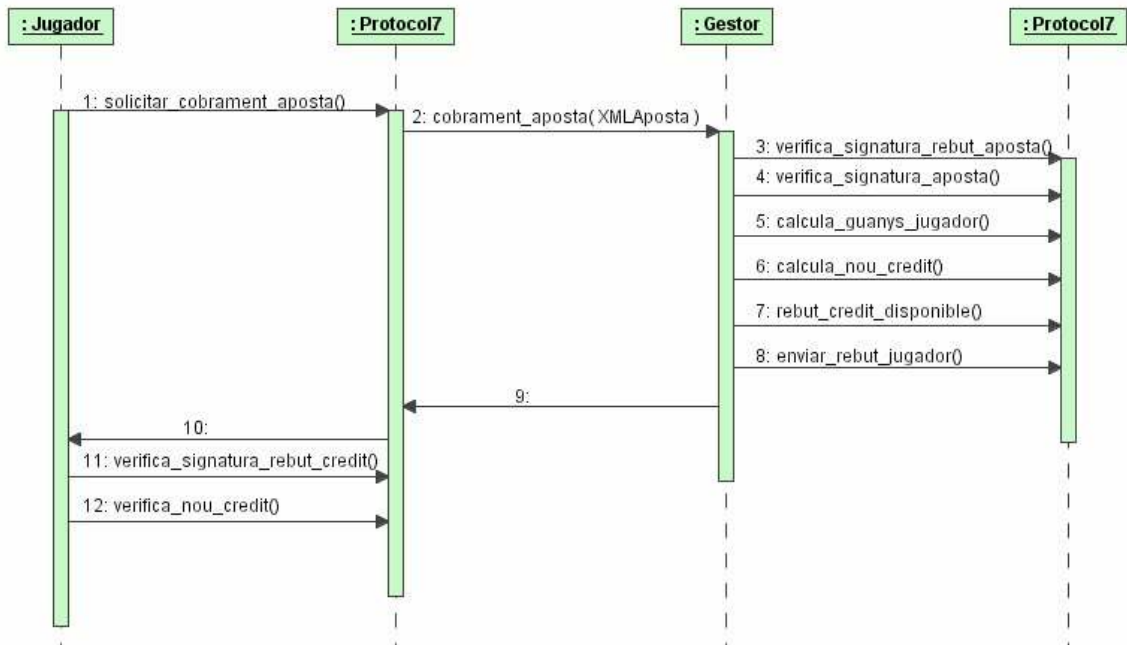 : Jugador
: Protocol7
: Gestor
: Protocol7
1: solicitar_cobrament_aposta()
2: cobrament_aposta( XMLAposta )
3: verifica_signatura_rebut_aposta()
4: verifica_signatura_aposta()
5: calcula_guanys_jugador()
6: calcula_nou_credit()
7: rebut_credit_disponible()
8: enviar_rebut_jugador()
9:
10:
11: verifica_signatura_rebut_credit()
12: verifica_nou_credit()